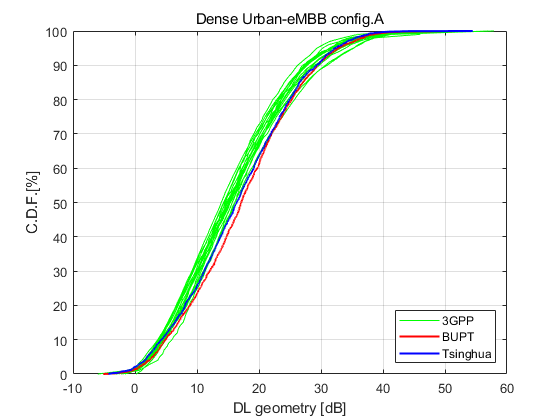 Dense Urban-eMBB config.A
100
90
80
70
60
50
40
30
20
10
0
C.D.F.[%]
3GPP
BUPT
Tsinghua
-10 0 10 20 30 40 50 60
DL geometry [dB]